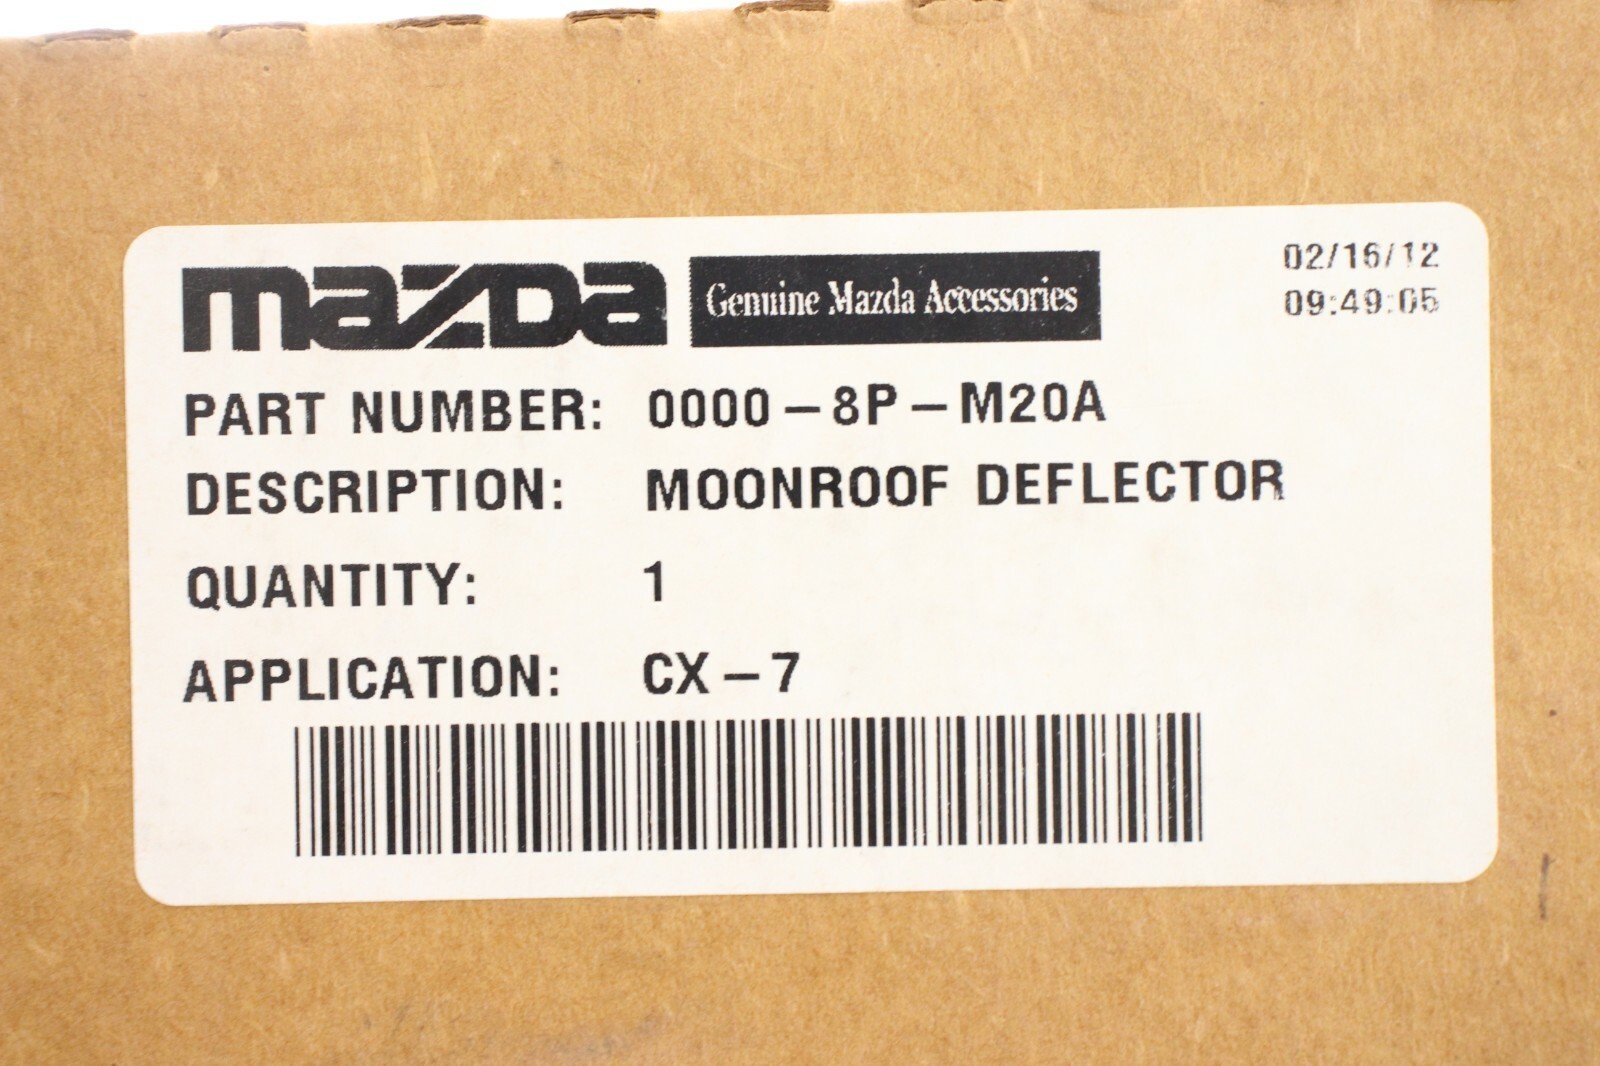 mazda Genuine Mazda Accessories
02/16/12
09:49:05
PART NUMBER: 0000-8P-M20A
DESCRIPTION: MOONROOF DEFLECTOR
QUANTITY: 1
APPLICATION: CX-7